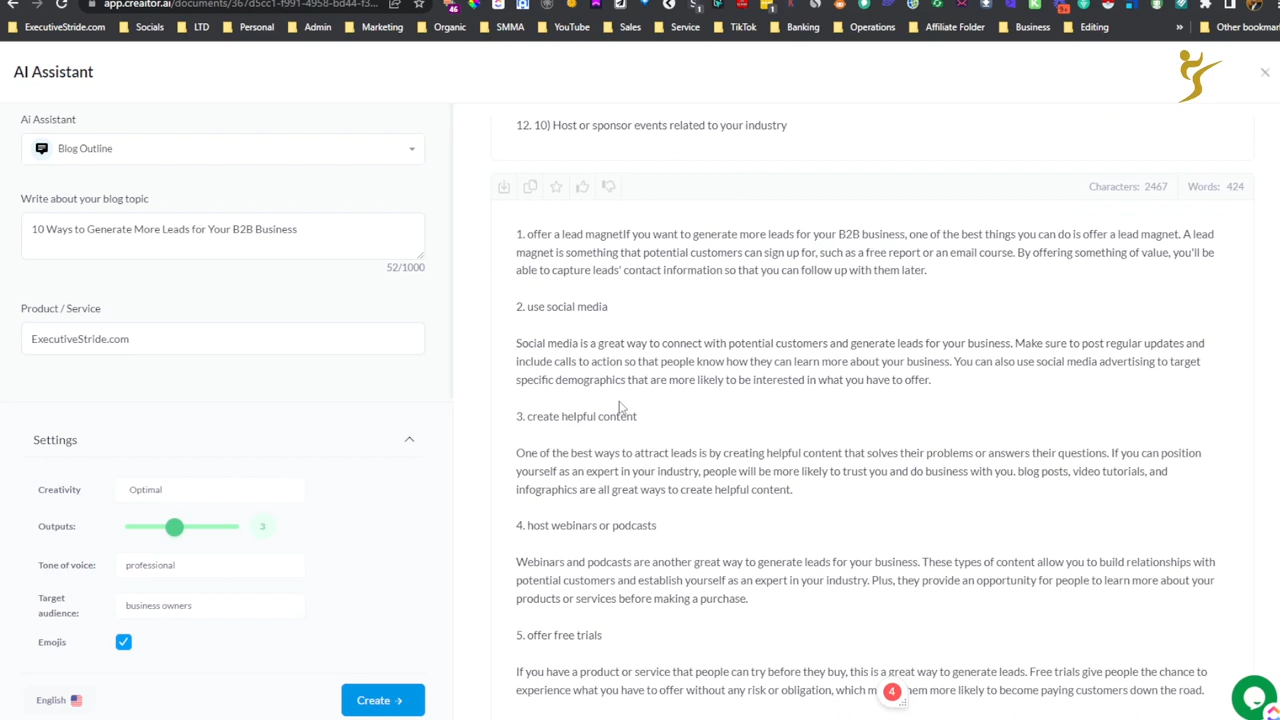 app.creaitor.ai/documents/
46
9+
ExecutiveStride.com Socials LTD Personal Admin Marketing Organic SMMA YouTube Sales Service TikTok Banking Operations Affiliate Folder Business Editing » Other bookmar
AI Assistant
Ai Assistant
Blog Outline
Write about your blog topic
10 Ways to Generate More Leads for Your B2B Business
52/1000
Product / Service
ExecutiveStride.com
Settings
Creativity Optimal
Outputs: 3
Tone of voice: professional
Target
audience: business owners
Emojis
English
Create
12. 10) Host or sponsor events related to your industry
Characters: 2467 Words: 424
1. offer a lead magnetIf you want to generate more leads for your B2B business, one of the best things you can do is offer a lead magnet. A lead
magnet is something that potential customers can sign up for, such as a free report or an email course. By offering something of value, you'll be
able to capture leads' contact information so that you can follow up with them later.
2. use social media
Social media is a great way to connect with potential customers and generate leads for your business. Make sure to post regular updates and
include calls to action so that people know how they can learn more about your business. You can also use social media advertising to target
specific demographics that are more likely to be interested in what you have to offer.
3. create helpful content
One of the best ways to attract leads is by creating helpful content that solves their problems or answers their questions. If you can position
yourself as an expert in your industry, people will be more likely to trust you and do business with you. blog posts, video tutorials, and
infographics are all great ways to create helpful content.
4. host webinars or podcasts
Webinars and podcasts are another great way to generate leads for your business. These types of content allow you to build relationships with
potential customers and establish yourself as an expert in your industry. Plus, they provide an opportunity for people to learn more about your
products or services before making a purchase.
5. offer free trials
If you have a product or service that people can try before they buy, this is a great way to generate leads. Free trials give people the chance to
experience what you have to offer without any risk or obligation, which m 4 em more likely to become paying customers down the road.